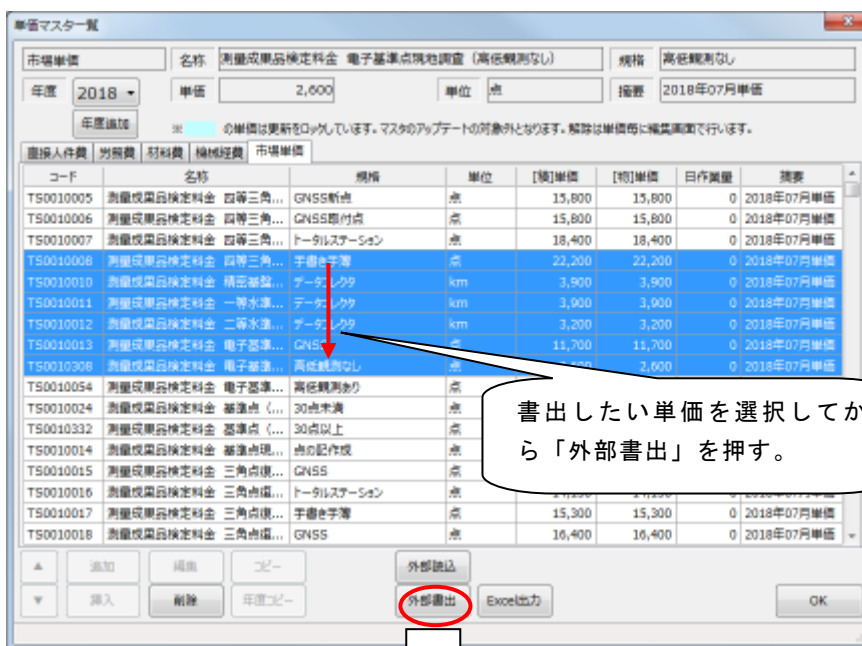 単価マスター覧
市場単価 名称 測量成果品検定料金 電子基準点現地調査（高低観測なし） 規格 高低観測なし
年度 2018 単価 2,600 単位 点 摘要 2018年07月単価
年度追加 ※ の単価は更新をロックしています。マスタのアップデートの対象外となります。解除は単価毎に編集画面で行います。
直接人件費 労務費 材料費 機械経費 市場単価
コード 名称 規格 単位 [積]単価 [物]単価 日作業量 摘要
TS0010005 測量成果品検定料金 四等三角... GNSS新点 点 15,800 15,800 0 2018年07月単価
TS0010006 測量成果品検定料金 四等三角... GNSS取付点 点 15,800 15,800 0 2018年07月単価
TS0010007 測量成果品検定料金 四等三角... トータルステーション 点 18,400 18,400 0 2018年07月単価
TS0010008 測量成果品検定料金 四等三角... 手書き手簿 点 22,200 22,200 0 2018年07月単価
TS0010010 測量成果品検定料金 精密基盤... データコレクタ km 3,900 3,900 0 2018年07月単価
TS0010011 測量成果品検定料金 一等水準... データコレクタ km 3,900 3,900 0 2018年07月単価
TS0010012 測量成果品検定料金 二等水準... データコレクタ km 3,200 3,200 0 2018年07月単価
TS0010013 測量成果品検定料金 電子基準... GNSS 点 11,700 11,700 0 2018年07月単価
TS0010308 測量成果品検定料金 電子基準... 高低観測なし 点 2,600 0 2018年07月単価
TS0010054 測量成果品検定料金 電子基準... 高低観測あり 点
TS0010024 測量成果品検定料金 基準点（... 30点未満 点
TS0010332 測量成果品検定料金 基準点（... 30点以上 点
TS0010014 測量成果品検定料金 基準点現... 点の記作成 点
TS0010015 測量成果品検定料金 三角点復... GNSS 点
TS0010016 測量成果品検定料金 三角点復... トータルステーション 点
TS0010017 測量成果品検定料金 三角点復... 手書き手簿 点 15,300 15,300 0 2018年07月単価
TS0010018 測量成果品検定料金 三角点復... GNSS 点 16,400 16,400 0 2018年07月単価
書出したい単価を選択してか
ら「外部書出」を押す。
▲ 追加 編集 コピー 外部読込
▼ 挿入 削除 年度コピー 外部書出 Excel出力 OK